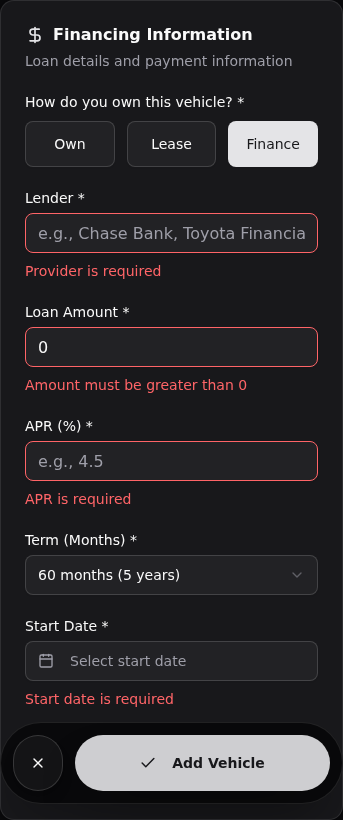 Financing Information
Loan details and payment information
How do you own this vehicle? *
Own
Lease
Finance
Lender *
e.g., Chase Bank, Toyota Financia
Provider is required
Loan Amount *
0
Amount must be greater than 0
APR (%) *
e.g., 4.5
APR is required
Term (Months) *
60 months (5 years)
Start Date *
Select start date
Start date is required
Add Vehicle